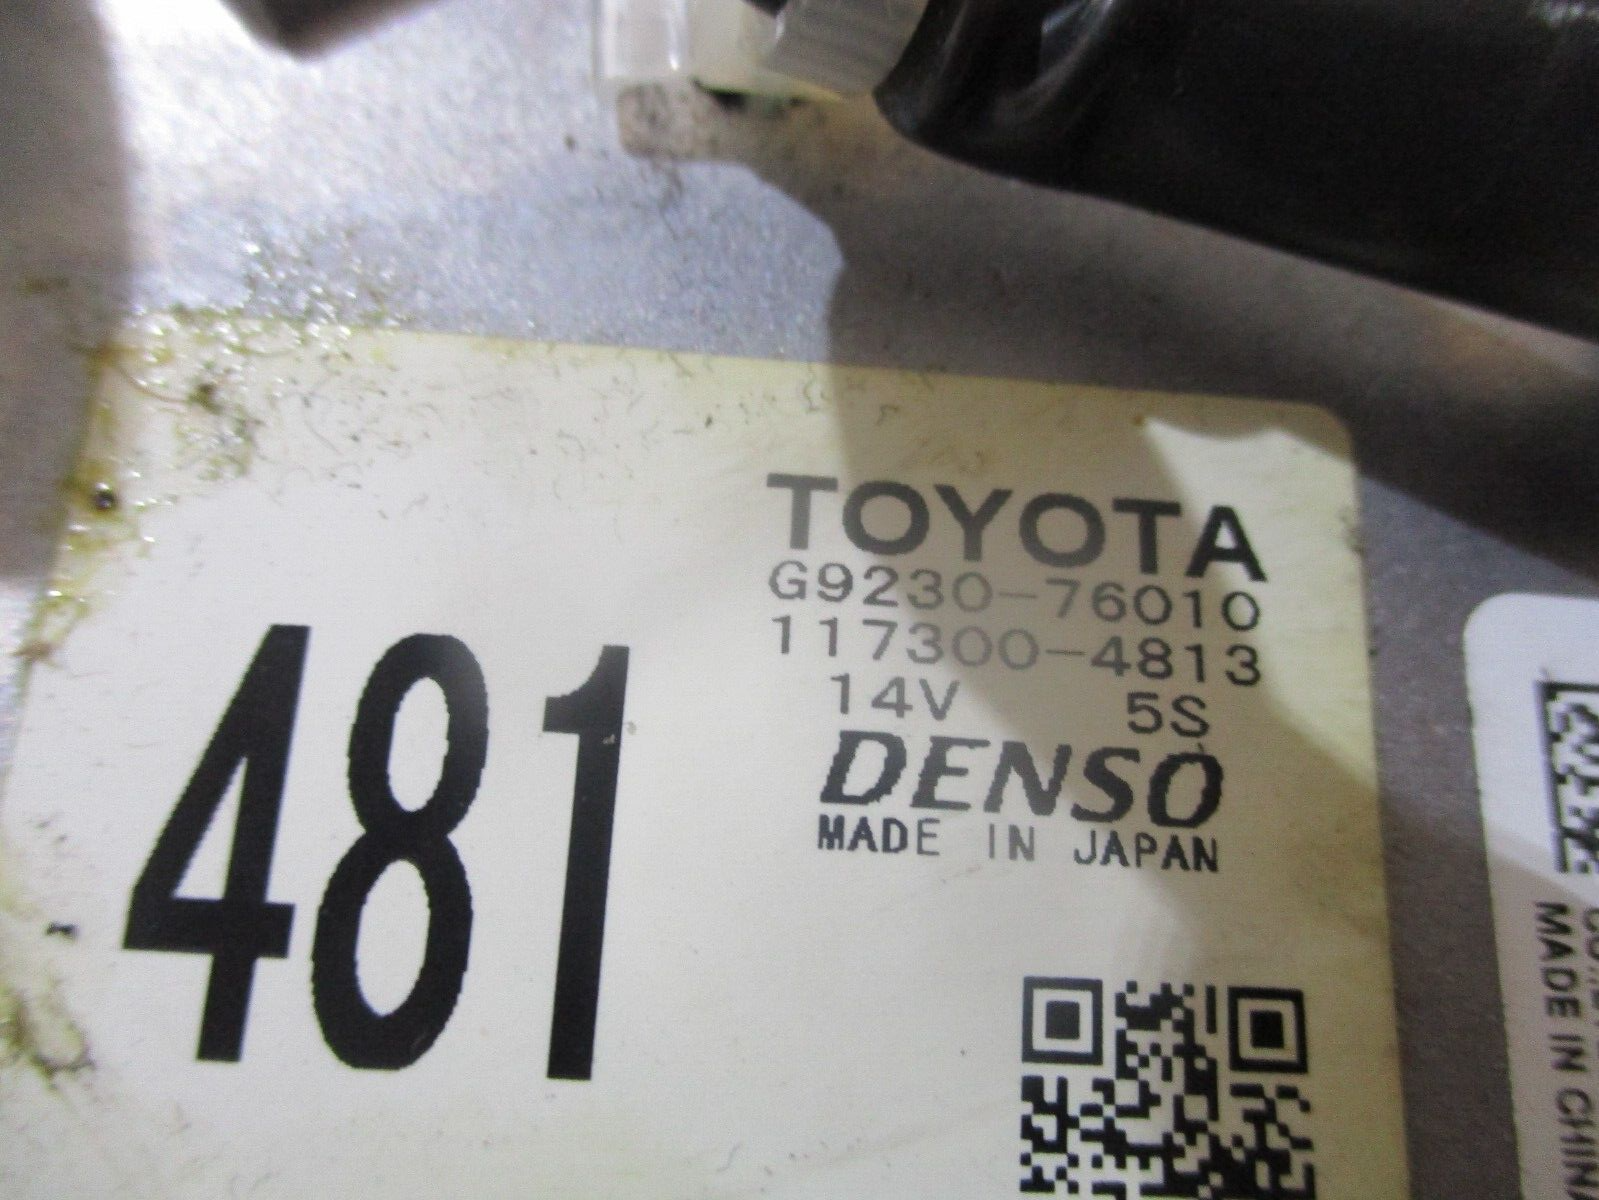 TOYOTA
G9230-76010
117300-4813
14V 5S
DENSO
MADE IN JAPAN
481
MADE IN CHINA